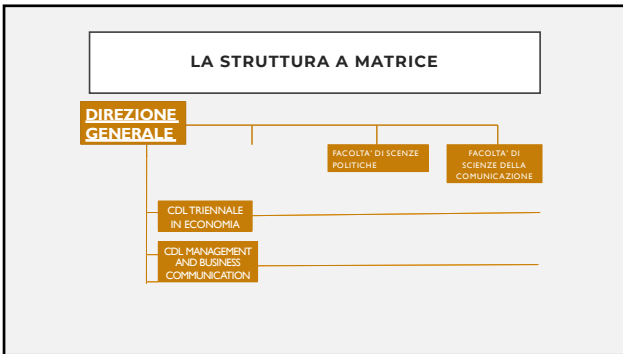 LA STRUTTURA A MATRICE
DIREZIONE
GENERALE
FACOLTA' DI SCENZE
POLITICHE
FACOLTA' DI
SCIENZE DELLA
COMUNICAZIONE
CDL TRIENNALE
IN ECONOMIA
CDL MANAGEMENT
AND BUSINESS
COMMUNICATION